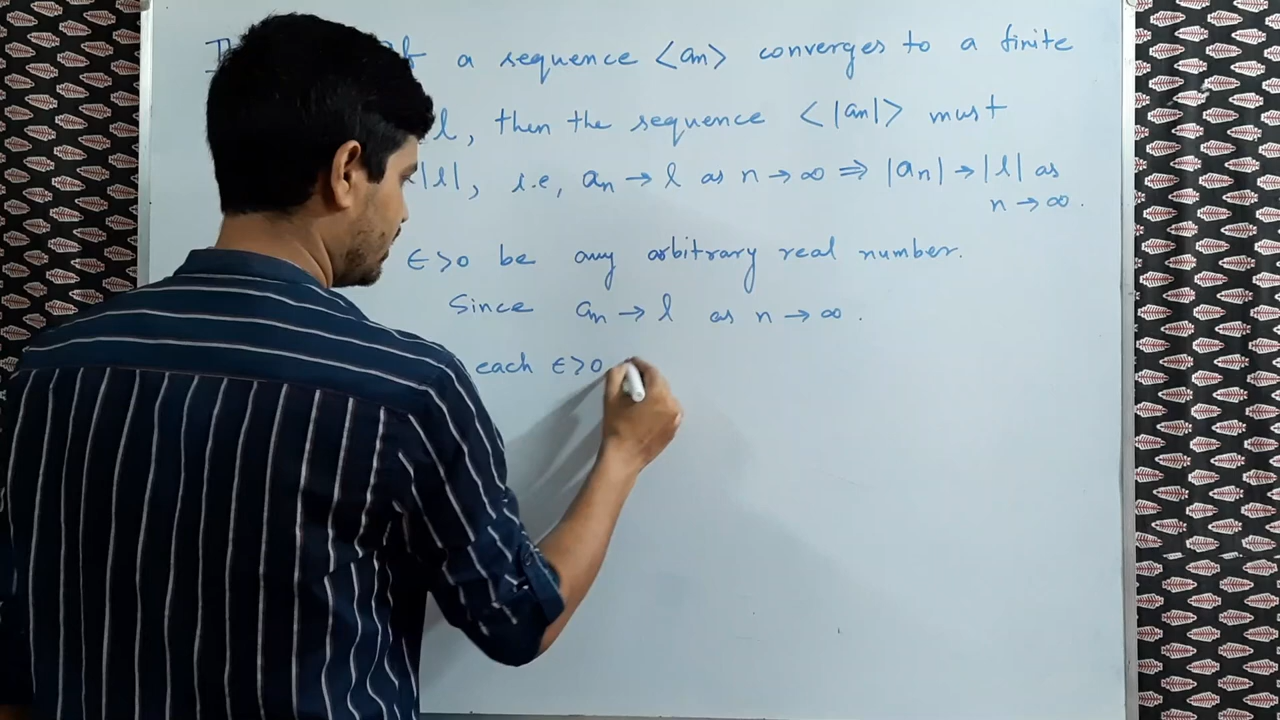 a sequence <an> converges to a finite
l, then the sequence <|an|> must
|l|, i.e, an → l as n → ∞ ⇒ |an| → |l| as
n → ∞.
ϵ>0 be any arbitrary real number.
Since an → l as n → ∞.
each ϵ>0